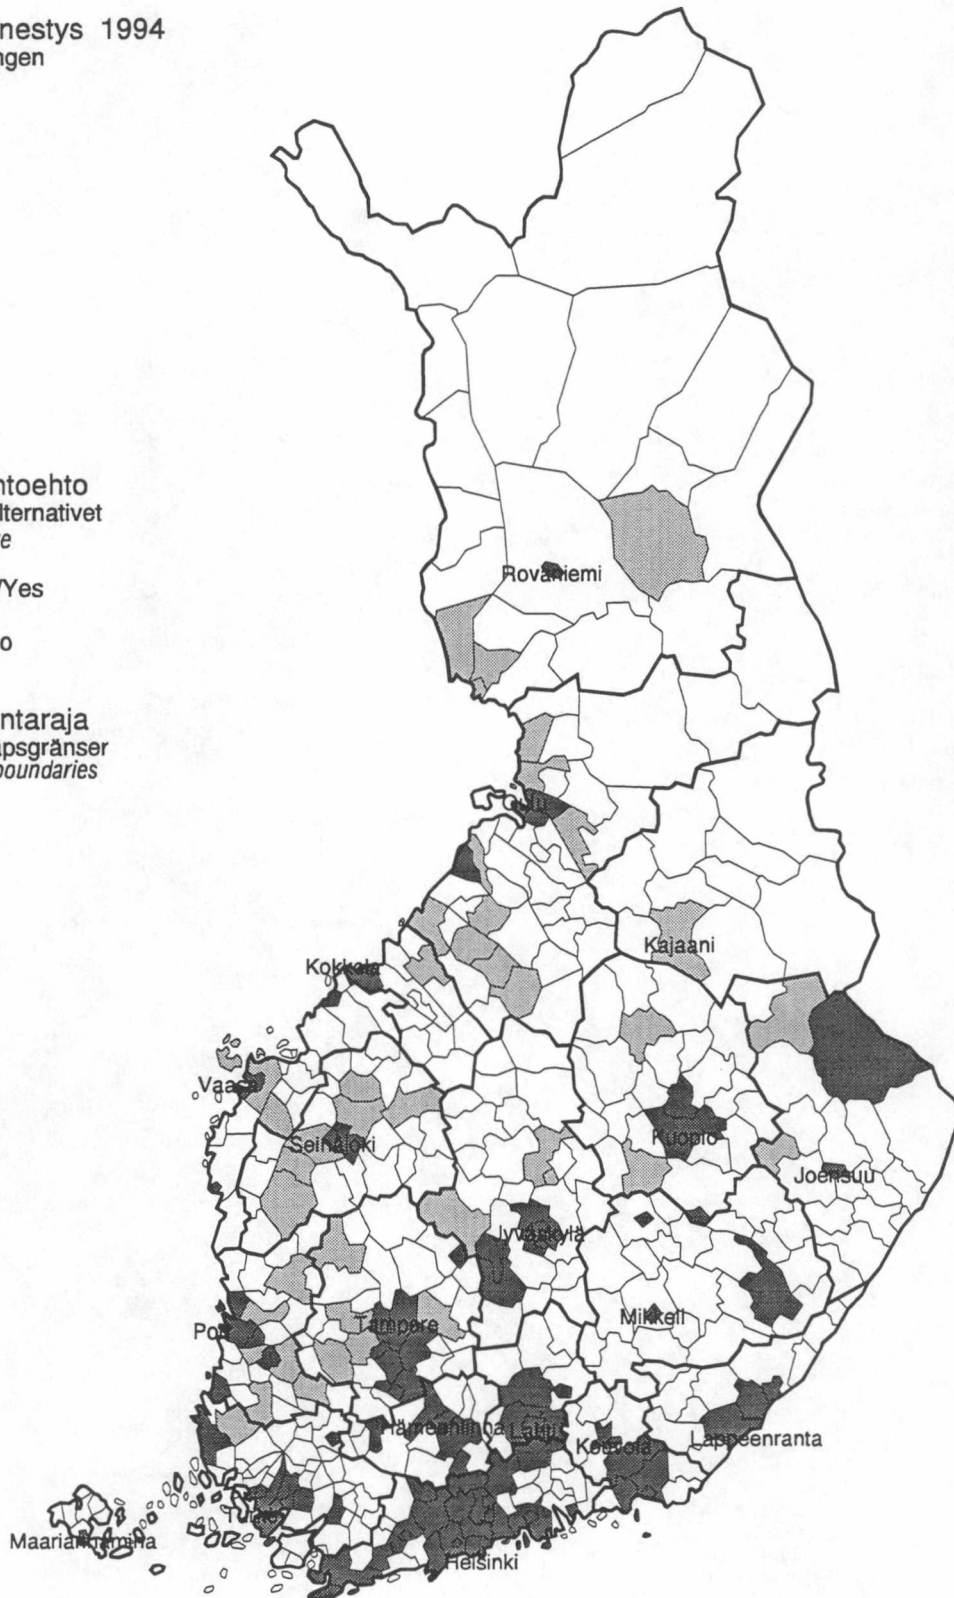 nestys 1994
ngen
ntoehto
lternativet
e
/Yes
o
ntaraja
apsgränser
boundaries
Rovaniemi
Oulu
Kajaani
Kokkola
Vaasa
Seinäjoki
Kuopio
Joensuu
Jyväskylä
Mikkeli
Pori
Tampere
Hämeenlinna
Lahti
Kouvola
Lappeenranta
Turku
Maarianhamina
Helsinki